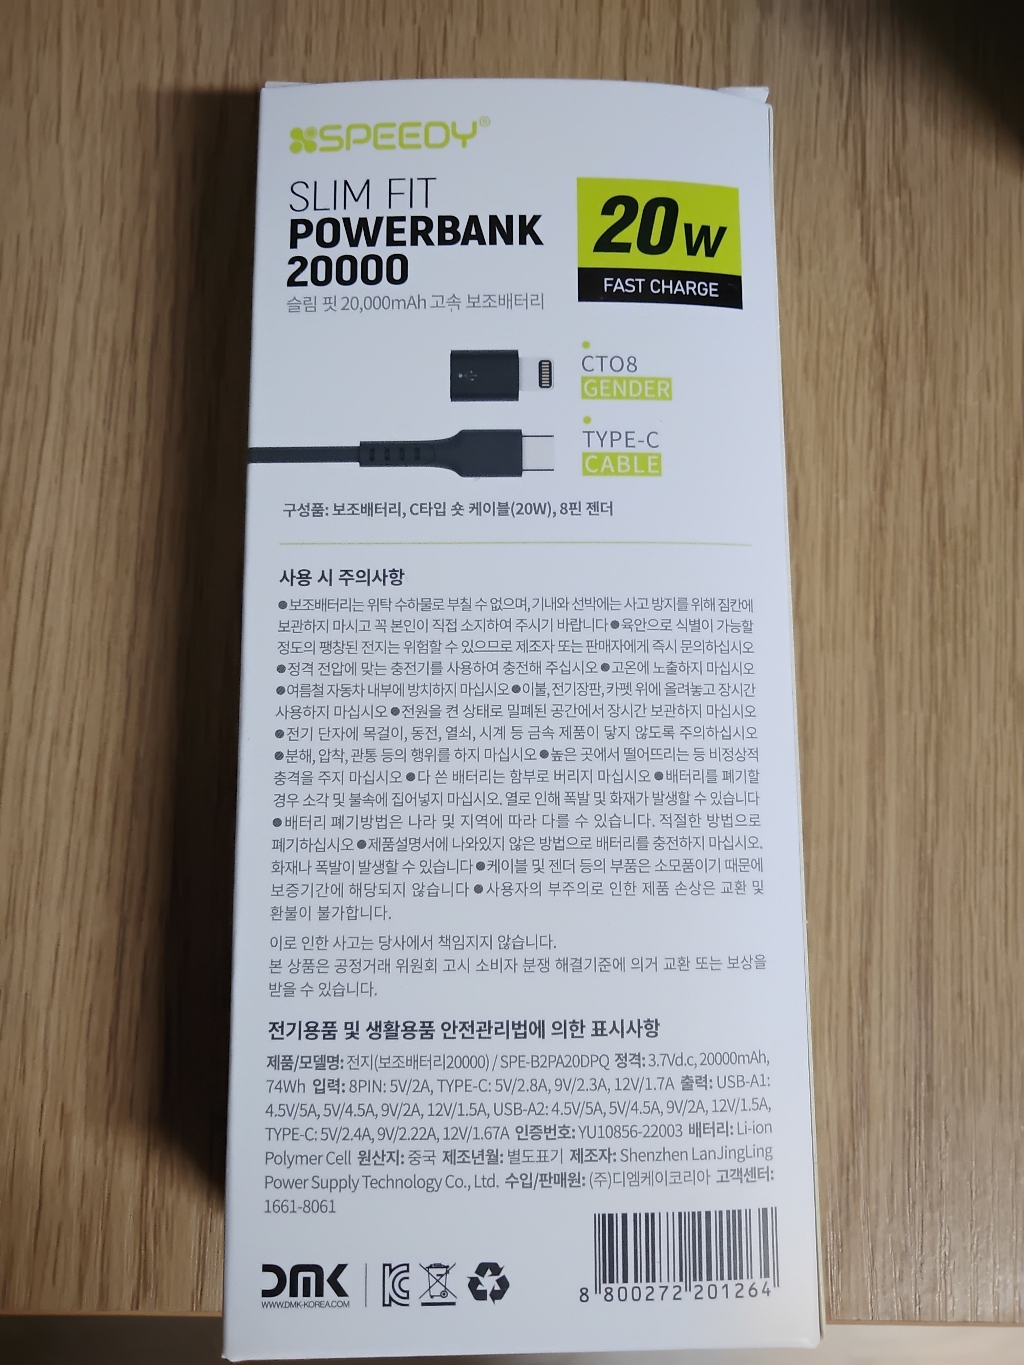 SPEEDY®
SLIM FIT
POWERBANK
20000
슬림 핏 20,000mAh 고속 보조배터리
20W
FAST CHARGE
CTO8
GENDER
TYPE-C
CABLE
구성품: 보조배터리, C타입 숏 케이블(20W), 8핀 젠더
사용 시 주의사항
●보조배터리는 위탁 수하물로 부칠 수 없으며, 기내와 선박에는 사고 방지를 위해 짐칸에
보관하지 마시고 꼭 본인이 직접 소지하여 주시기 바랍니다 ●육안으로 식별이 가능할
정도의 팽창된 전지는 위험할 수 있으므로 제조자 또는 판매자에게 즉시 문의하십시오
●정격 전압에 맞는 충전기를 사용하여 충전해 주십시오 ●고온에 노출하지 마십시오
●여름철 자동차 내부에 방치하지 마십시오 ●이불, 전기장판, 카펫 위에 올려놓고 장시간
사용하지 마십시오 ●전원을 켠 상태로 밀폐된 공간에서 장시간 보관하지 마십시오
●전기 단자에 목걸이, 동전, 열쇠, 시계 등 금속 제품이 닿지 않도록 주의하십시오
●분해, 압착, 관통 등의 행위를 하지 마십시오 ●높은 곳에서 떨어뜨리는 등 비정상적
충격을 주지 마십시오 ●다 쓴 배터리는 함부로 버리지 마십시오 ●배터리를 폐기할
경우 소각 및 불속에 집어넣지 마십시오. 열로 인해 폭발 및 화재가 발생할 수 있습니다
●배터리 폐기방법은 나라 및 지역에 따라 다를 수 있습니다. 적절한 방법으로
폐기하십시오 ●제품설명서에 나와있지 않은 방법으로 배터리를 충전하지 마십시오.
화재나 폭발이 발생할 수 있습니다 ●케이블 및 젠더 등의 부품은 소모품이기 때문에
보증기간에 해당되지 않습니다 ●사용자의 부주의로 인한 제품 손상은 교환 및
환불이 불가합니다.
이로 인한 사고는 당사에서 책임지지 않습니다.
본 상품은 공정거래 위원회 고시 소비자 분쟁 해결기준에 의거 교환 또는 보상을
받을 수 있습니다.
전기용품 및 생활용품 안전관리법에 의한 표시사항
제품/모델명: 전지(보조배터리20000) / SPE-B2PA20DPQ 정격: 3.7Vd.c, 20000mAh,
74Wh 입력: 8PIN: 5V/2A, TYPE-C: 5V/2.8A, 9V/2.3A, 12V/1.7A 출력: USB-A1:
4.5V/5A, 5V/4.5A, 9V/2A, 12V/1.5A, USB-A2: 4.5V/5A, 5V/4.5A, 9V/2A, 12V/1.5A,
TYPE-C: 5V/2.4A, 9V/2.22A, 12V/1.67A 인증번호: YU10856-22003 배터리: Li-ion
Polymer Cell 원산지: 중국 제조년월: 별도표기 제조자: Shenzhen LanJingLing
Power Supply Technology Co., Ltd. 수입/판매원: (주)디엠케이코리아 고객센터:
1661-8061
DMK
WWW.DMK-KOREA.COM
8 800272 201264